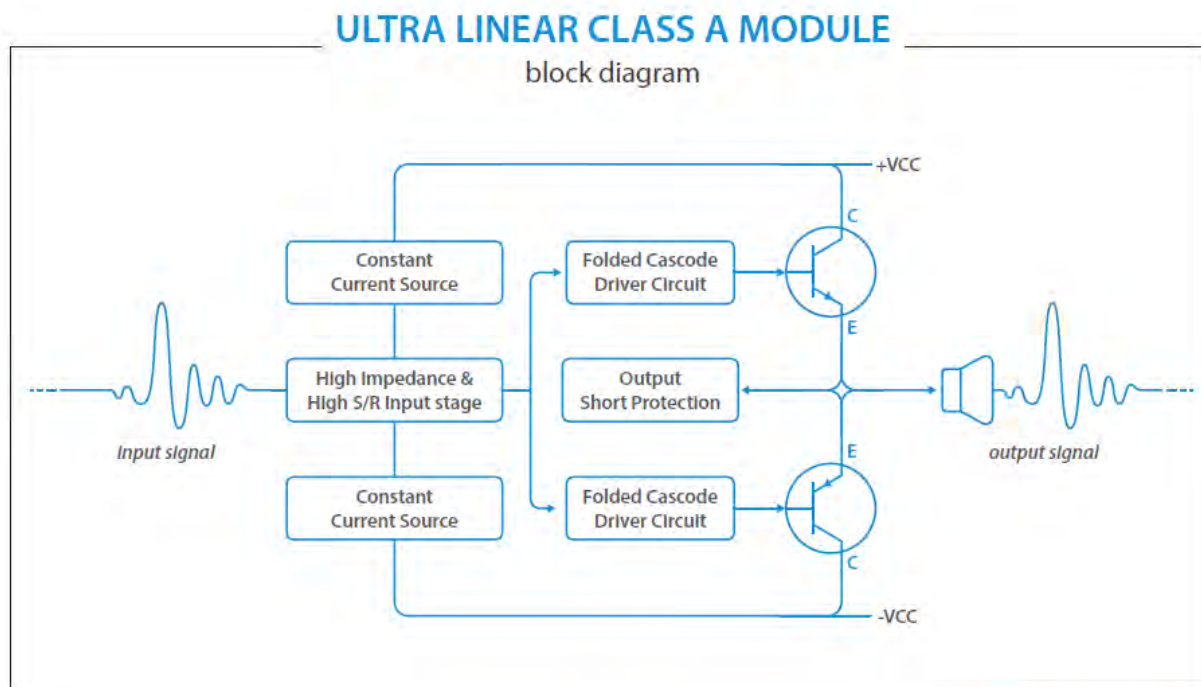 ULTRA LINEAR CLASS A MODULE
block diagram
+VCC
C
Constant
Current Source
Folded Cascode
Driver Circuit
E
High Impedance &
High S/R Input stage
Output
Short Protection
input signal
output signal
E
Constant
Current Source
Folded Cascode
Driver Circuit
C
-VCC